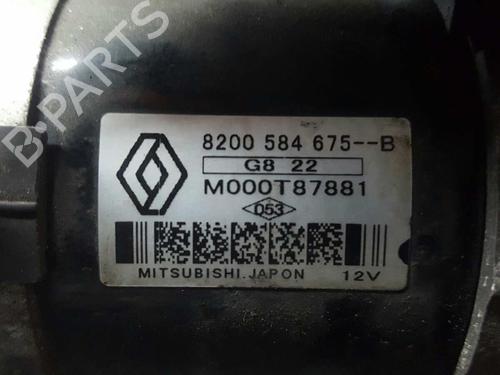 B-PARTS
8200 584 675--B
G8 22
M000T87881
D53
MITSUBISHI.JAPON 12V